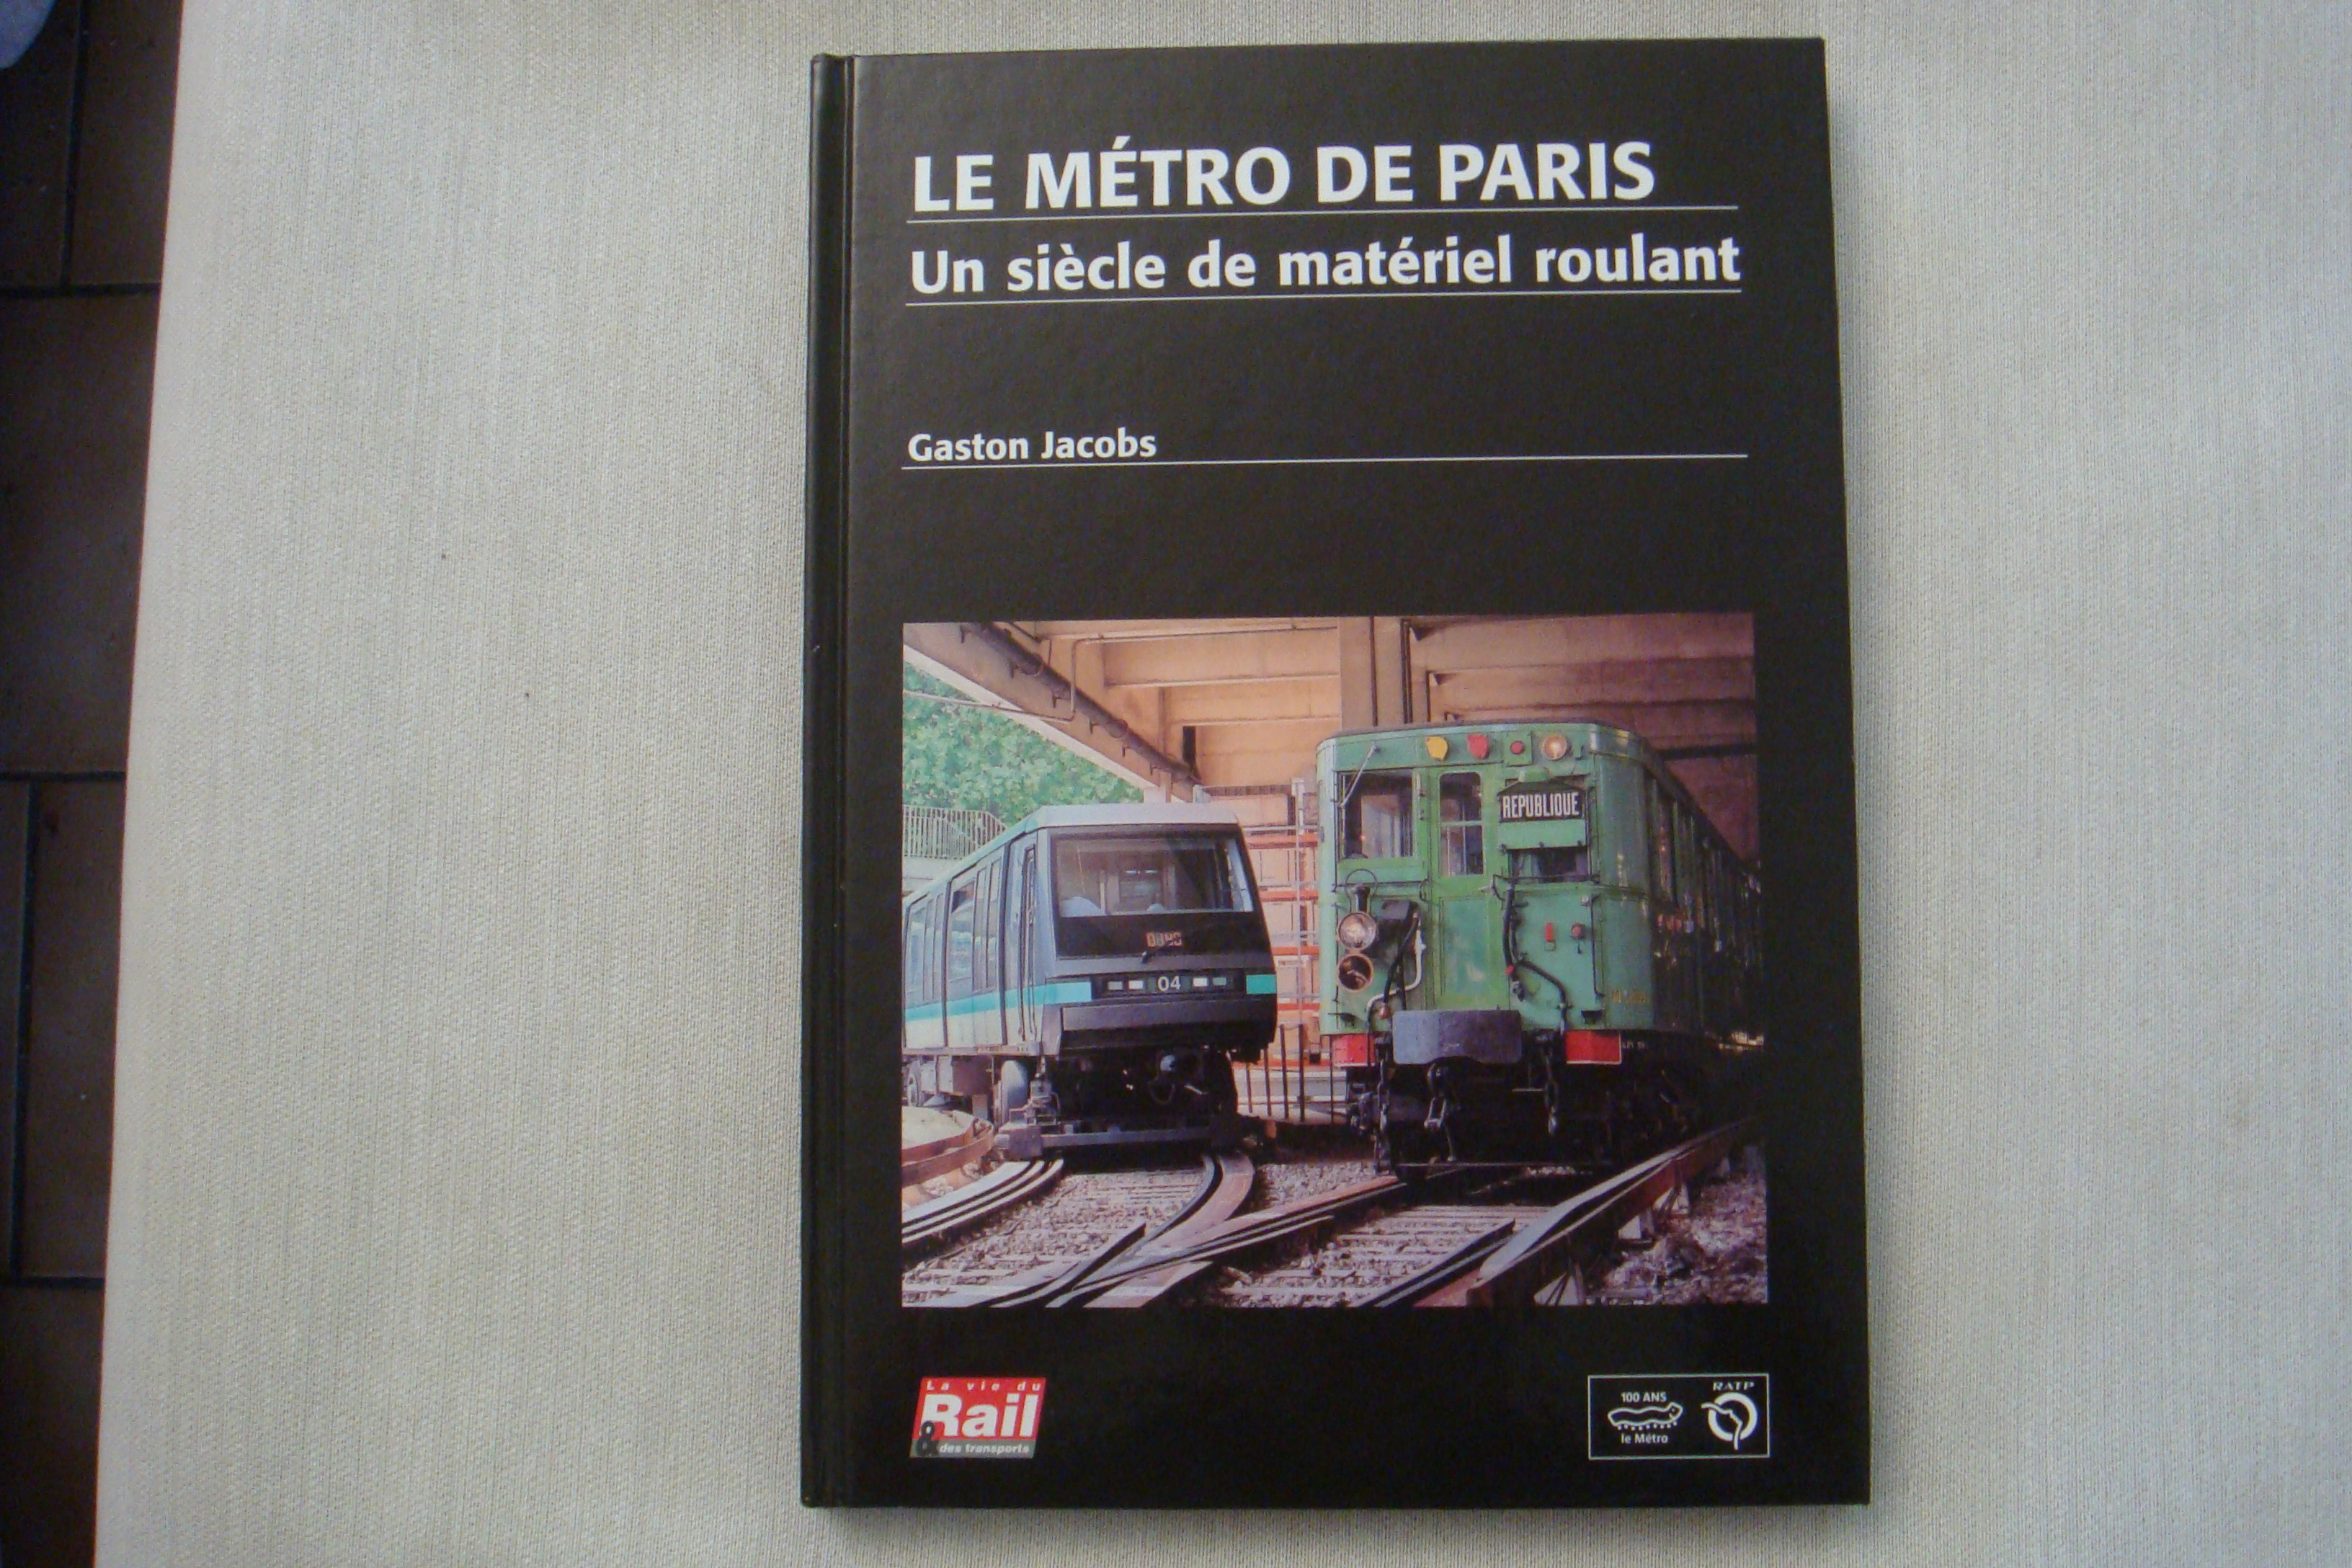 LE MÉTRO DE PARIS
Un siècle de matériel roulant
Gaston Jacobs
REPUBLIQUE
04
La vie du
Rail
& des transports
100 ANS
le Métro
RATP